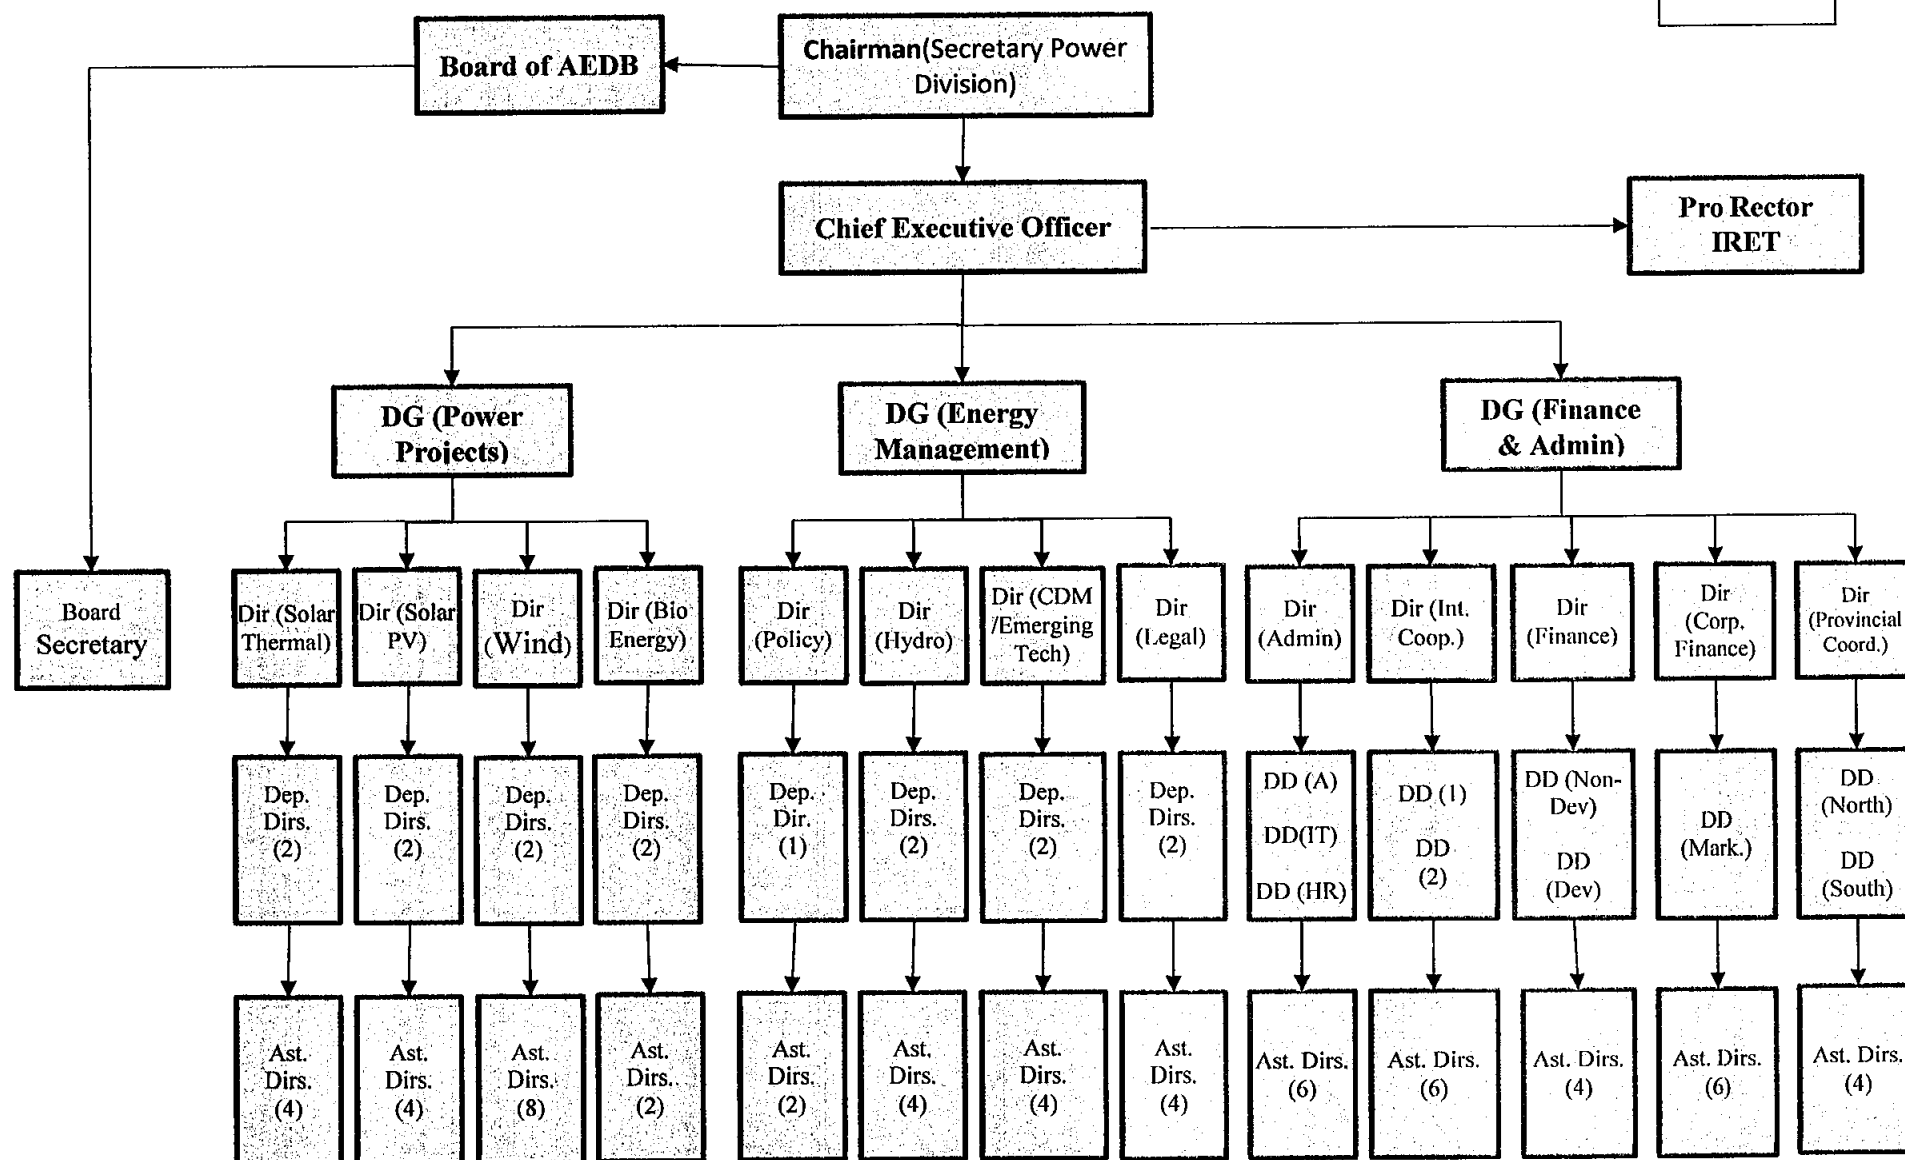 Board of AEDB
Chairman(Secretary Power
Division)
Chief Executive Officer
Pro Rector
IRET
DG (Power
Projects)
DG (Energy
Management)
DG (Finance
& Admin)
Board
Secretary
Dir (Solar
Thermal)
Dir (Solar
PV)
Dir
(Wind)
Dir (Bio
Energy)
Dir
(Policy)
Dir
(Hydro)
Dir (CDM
/Emerging
Tech)
Dir
(Legal)
Dir
(Admin)
Dir (Int.
Coop.)
Dir
(Finance)
Dir
(Corp.
Finance)
Dir
(Provincial
Coord.)
Dep.
Dirs.
(2)
Dep.
Dirs.
(2)
Dep.
Dirs.
(2)
Dep.
Dirs.
(2)
Dep.
Dir.
(1)
Dep.
Dirs.
(2)
Dep.
Dirs.
(2)
Dep.
Dirs.
(2)
DD (A)
DD(IT)
DD (HR)
DD (1)
DD
(2)
DD (Non-
Dev)
DD
(Dev)
DD
(Mark.)
DD
(North)
DD
(South)
Ast.
Dirs.
(4)
Ast.
Dirs.
(4)
Ast.
Dirs.
(8)
Ast.
Dirs.
(2)
Ast.
Dirs.
(2)
Ast.
Dirs.
(4)
Ast.
Dirs.
(4)
Ast.
Dirs.
(4)
Ast. Dirs.
(6)
Ast. Dirs.
(6)
Ast. Dirs.
(4)
Ast. Dirs.
(6)
Ast. Dirs.
(4)